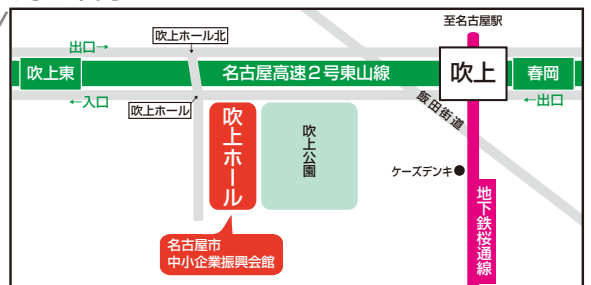 至名古屋駅
吹上ホール北
出口→
吹上東
名古屋高速2号東山線
吹上
春岡
←入口
吹上ホール
←出口
飯田街道
吹上ホール
吹上公園
ケーズデンキ
地下鉄桜通線
名古屋市
中小企業振興会館